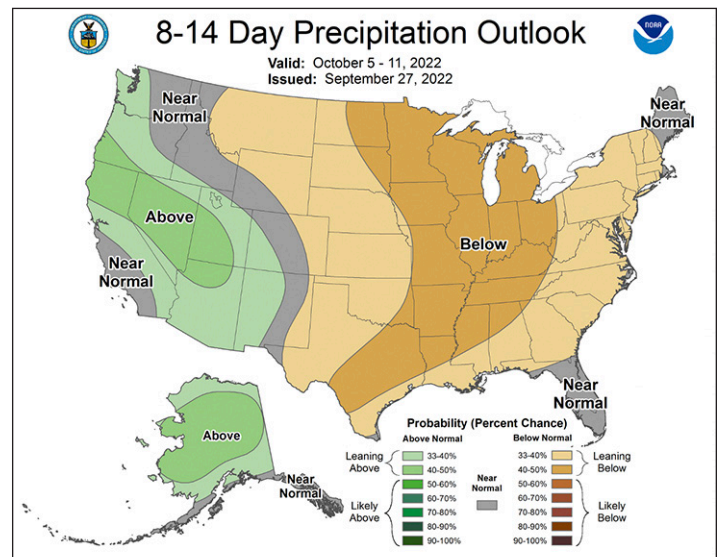 8-14 Day Precipitation Outlook
Valid: October 5 - 11, 2022
Issued: September 27, 2022
NOAA
Near
Normal
Near
Normal
Above
Below
Near
Normal
Near
Normal
Above
Near
Normal
Probability (Percent Chance)
Above Normal Below Normal
Leaning
Above
33-40%
40-50%
Likely
Above
50-60%
60-70%
70-80%
80-90%
90-100%
Near
Normal
33-40%
40-50%
Leaning
Below
50-60%
60-70%
70-80%
80-90%
90-100%
Likely
Below